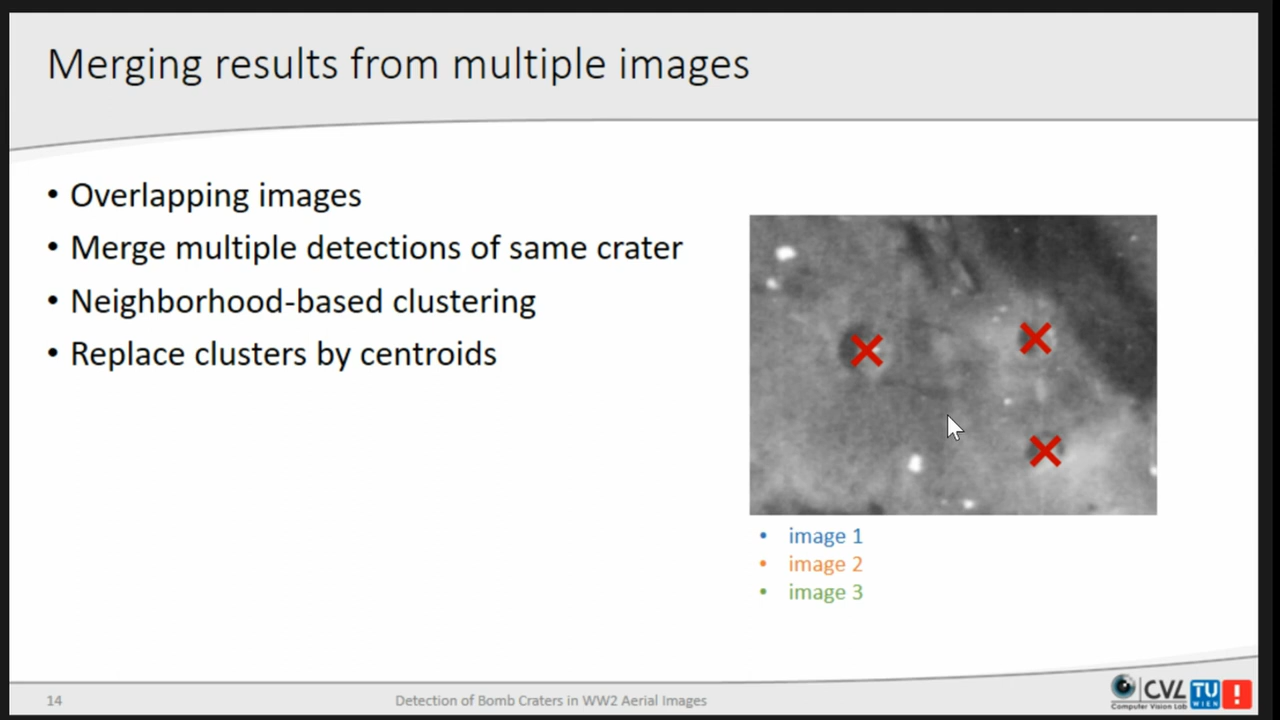 Merging results from multiple images
• Overlapping images
• Merge multiple detections of same crater
• Neighborhood-based clustering
• Replace clusters by centroids
• image 1
• image 2
• image 3
14
Detection of Bomb Craters in WW2 Aerial Images
CVL
Computer Vision Lab
TU
WIEN
!